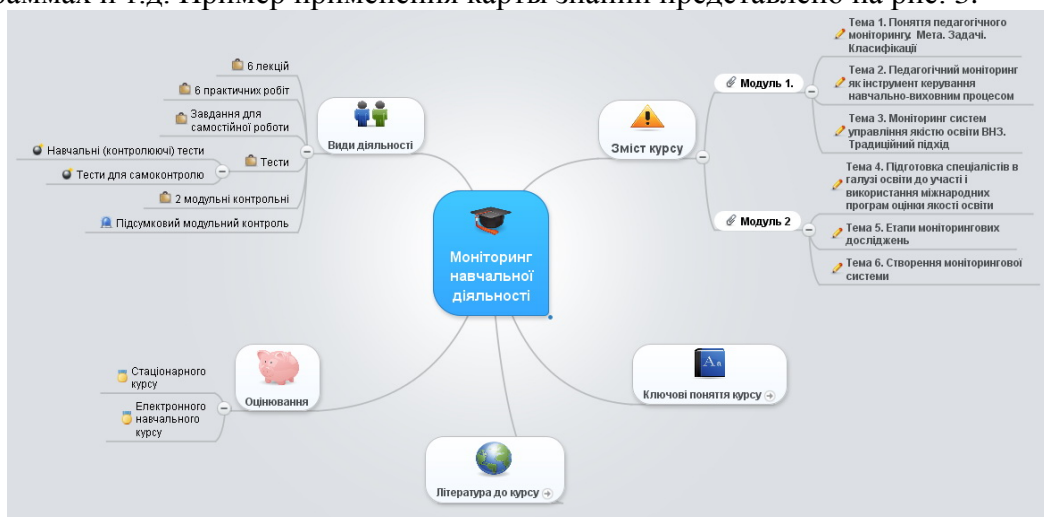 раммах и т.д. Пример применения карты знаний представлено на рис. 3.
6 лекцій
6 практичних робіт
Завдання для
самостійної роботи
Навчальні (контролюючі) тести
Тести для самоконтролю
Тести
2 модульні контрольні
Підсумковий модульний контроль
Види діяльності
Зміст курсу
Модуль 1.
Тема 1. Поняття педагогічного
моніторингу. Мета. Задачі.
Класифікації
Тема 2. Педагогічний моніторинг
як інструмент керування
навчально-виховним процесом
Тема 3. Моніторинг систем
управління якістю освіти ВНЗ.
Традиційний підхід
Модуль 2
Тема 4. Підготовка спеціалістів в
галузі освіти до участі і
використання міжнародних
програм оцінки якості освіти
Тема 5. Етапи моніторингових
досліджень
Тема 6. Створення моніторингової
системи
Моніторинг
навчальної
діяльності
Стаціонарного
курсу
Електронного
навчального
курсу
Оцінювання
Ключові поняття курсу
Література до курсу